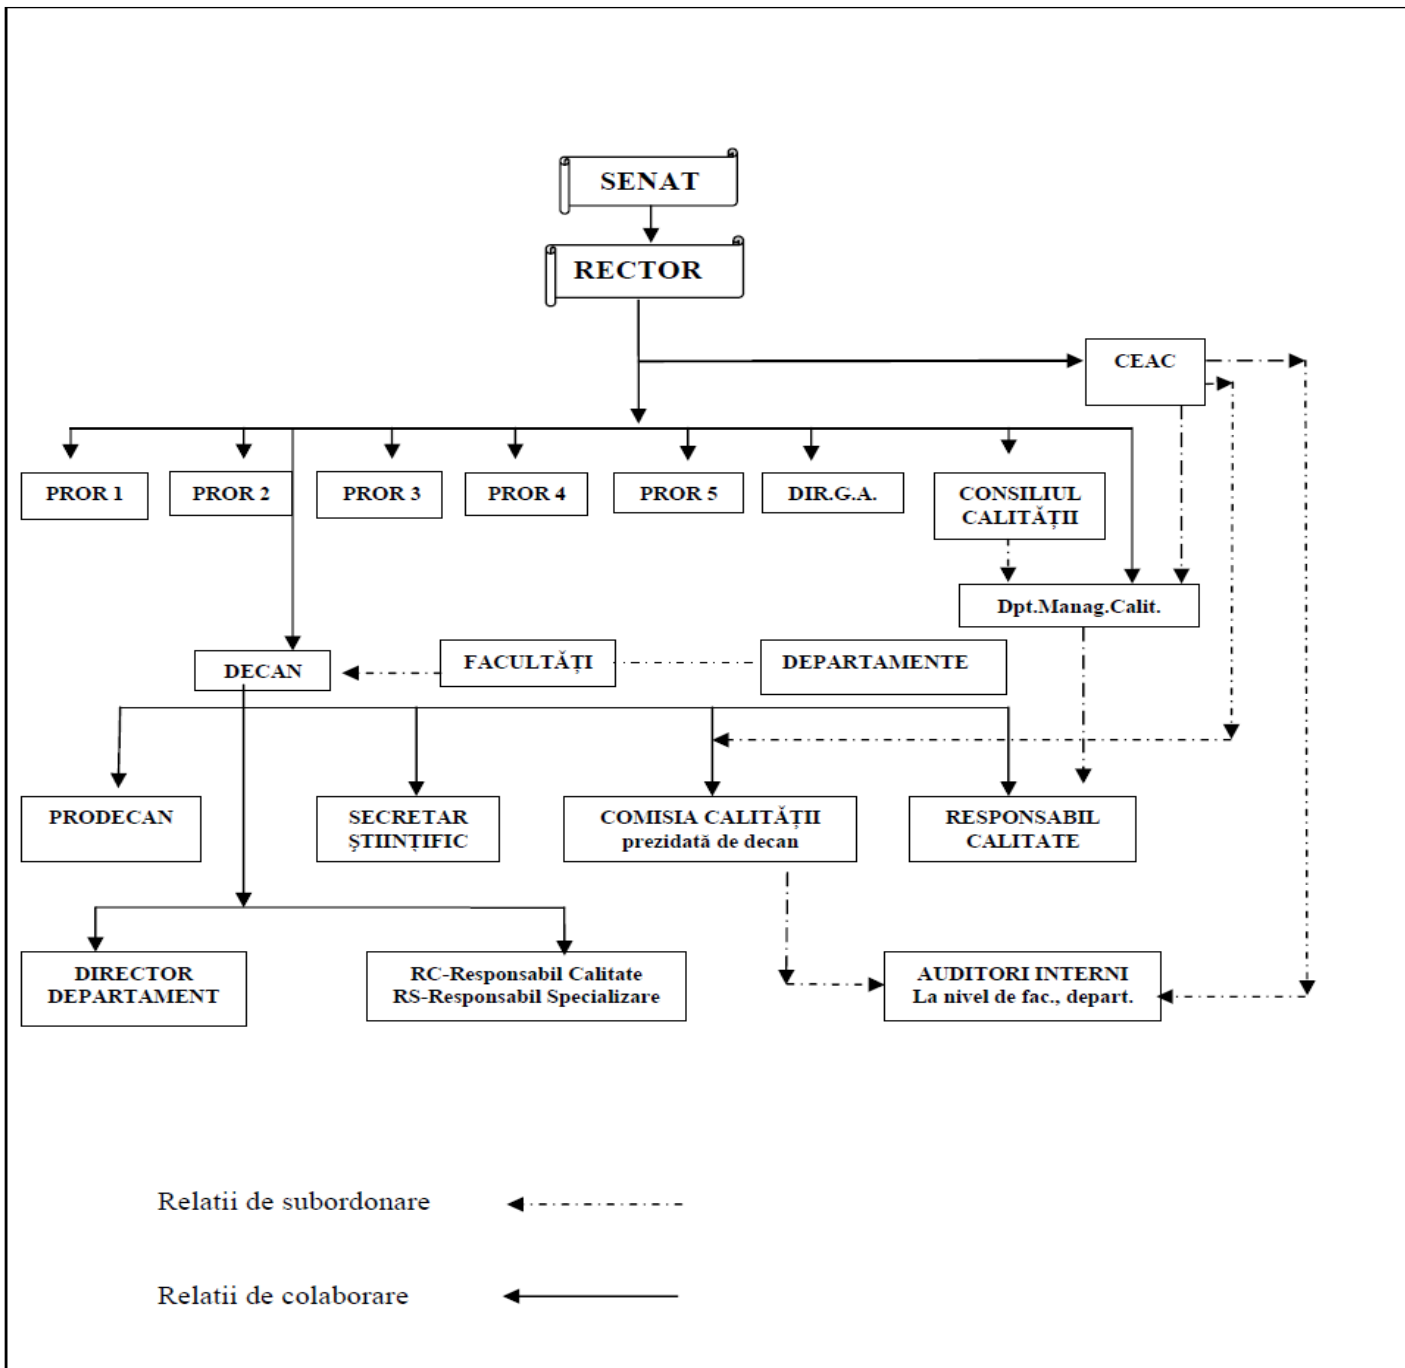 SENAT
RECTOR
CEAC
PROR 1
PROR 2
PROR 3
PROR 4
PROR 5
DIR.G.A.
CONSILIUL
CALITĂȚII
Dpt.Manag.Calit.
DECAN
FACULTĂȚI
DEPARTAMENTE
PRODECAN
SECRETAR
ȘTIINȚIFIC
COMISIA CALITĂȚII
prezidată de decan
RESPONSABIL
CALITATE
DIRECTOR
DEPARTAMENT
RC-Responsabil Calitate
RS-Responsabil Specializare
AUDITORI INTERNI
La nivel de fac., depart.
Relatii de subordonare
Relatii de colaborare